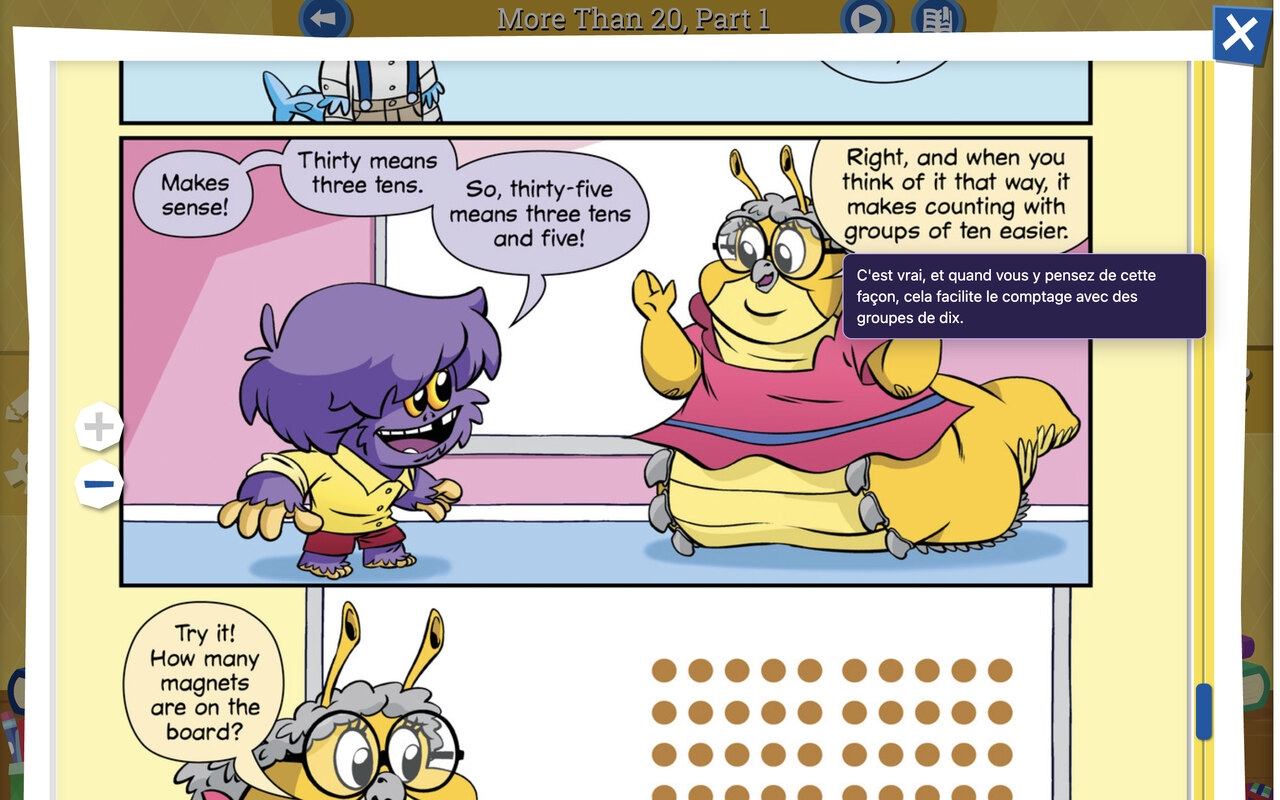 More Than 20, Part 1
Makes
sense!
Thirty means
three tens.
So, thirty-five
means three tens
and five!
Right, and when you
think of it that way, it
makes counting with
groups of ten easier.
C'est vrai, et quand vous y pensez de cette
façon, cela facilite le comptage avec des
groupes de dix.
Try it!
How many
magnets
are on the
board?